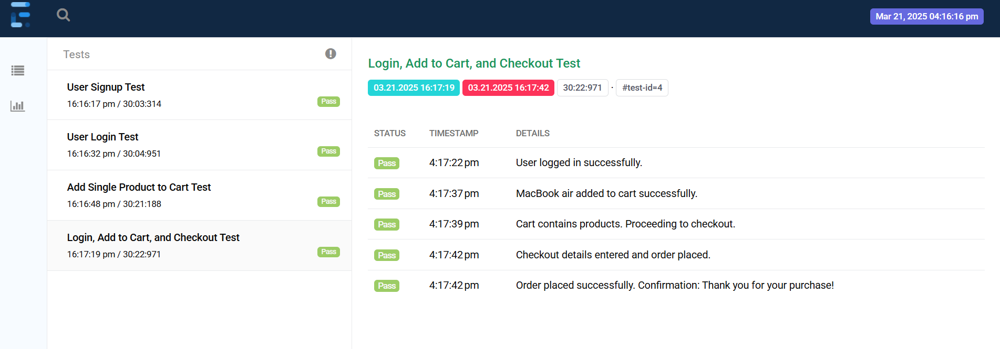 Mar 21, 2025 04:16:16 pm
Tests
User Signup Test
16:16:17 pm / 30:03:314
Pass
User Login Test
16:16:32 pm / 30:04:951
Pass
Add Single Product to Cart Test
16:16:48 pm / 30:21:188
Pass
Login, Add to Cart, and Checkout Test
16:17:19 pm / 30:22:971
Pass
Login, Add to Cart, and Checkout Test
03.21.2025 16:17:19 03.21.2025 16:17:42 30:22:971 · #test-id=4
STATUS TIMESTAMP DETAILS
Pass 4:17:22 pm User logged in successfully.
Pass 4:17:37 pm MacBook air added to cart successfully.
Pass 4:17:39 pm Cart contains products. Proceeding to checkout.
Pass 4:17:42 pm Checkout details entered and order placed.
Pass 4:17:42 pm Order placed successfully. Confirmation: Thank you for your purchase!